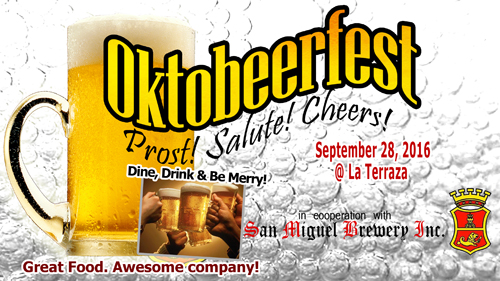 Oktobeerfest
Prost! Salute! Cheers!
Dine, Drink & Be Merry!
September 28, 2016
@ La Terraza
in cooperation with
San Miguel Brewery Inc.
Great Food. Awesome company!